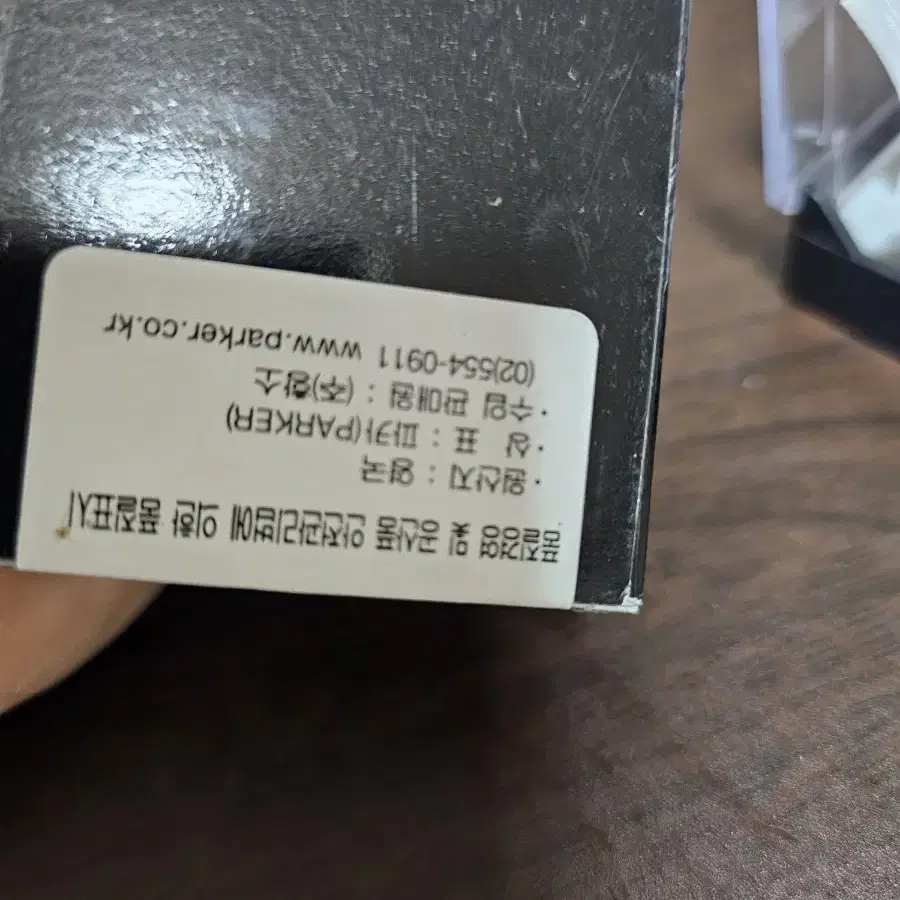 품질경영 및 공산품 안전관리법에 의한 품질표시
·원산지 : 영국
·상 표 : 파카(PARKER)
·수입 판매원 : (주)항소
(02)554-0911 www.parker.co.kr